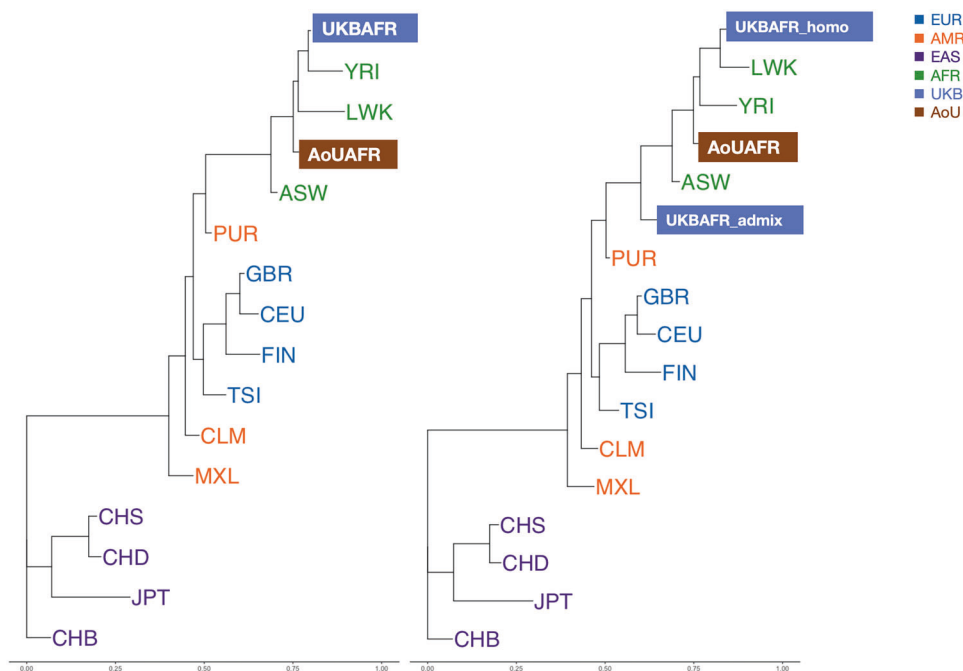 UKBAFR
YRI
LWK
AoUAFR
ASW
PUR
GBR
CEU
FIN
TSI
CLM
MXL
CHS
CHD
JPT
CHB
0.00 0.25 0.50 0.75 1.00
UKBAFR_homo
LWK
YRI
AoUAFR
ASW
UKBAFR_admix
PUR
GBR
CEU
FIN
TSI
CLM
MXL
CHS
CHD
JPT
CHB
0.00 0.25 0.50 0.75 1.00
EUR
AMR
EAS
AFR
UKB
AoU